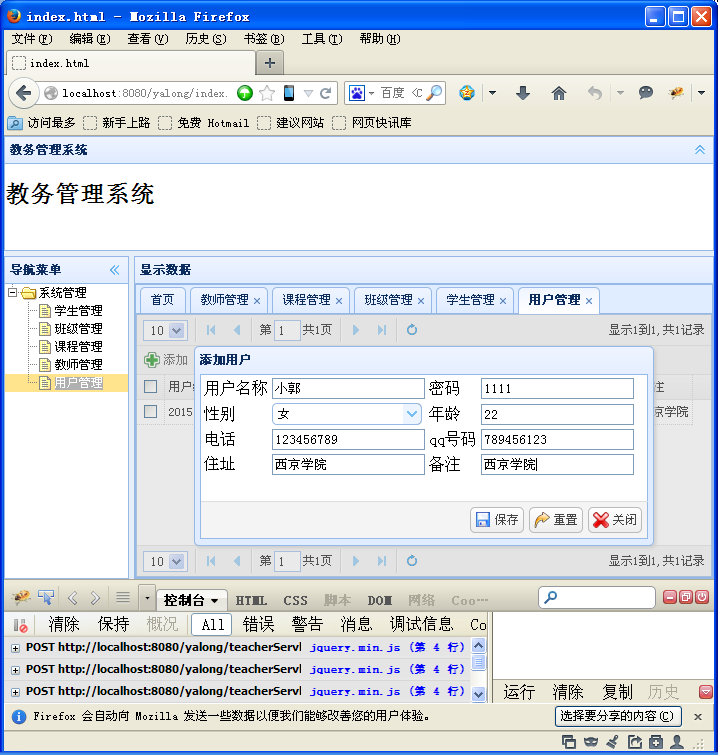 index.html - Mozilla Firefox
文件(F) 编辑(E) 查看(V) 历史(S) 书签(B) 工具(T) 帮助(H)
index.html
localhost:8080/yalong/index. 百度
访问最多 新手上路 免费 Hotmail 建议网站 网页快讯库
教务管理系统
教务管理系统
导航菜单
系统管理
学生管理
班级管理
课程管理
教师管理
用户管理
显示数据
首页 教师管理 课程管理 班级管理 学生管理 用户管理
10 第 1 共1页 显示1到1, 共1记录
添加
用户 注
2015 京学院
添加用户
用户名称 小郭 密码 1111
性别 女 年龄 22
电话 123456789 qq号码 789456123
住址 西京学院 备注 西京学院
保存 重置 关闭
10 第 1 共1页 显示1到1, 共1记录
控制台 HTML CSS 脚本 DOM 网络 Coo…
清除 保持 概况 All 错误 警告 消息 调试信息 Co
POST http://localhost:8080/yalong/teacherServl jquery.min.js (第 4 行)
POST http://localhost:8080/yalong/teacherServl jquery.min.js (第 4 行)
POST http://localhost:8080/yalong/teacherServl jquery.min.js (第 4 行)
运行 清除 复制 历史
Firefox 会自动向 Mozilla 发送一些数据以便我们能够改善您的用户体验。 选择要分享的内容(C)